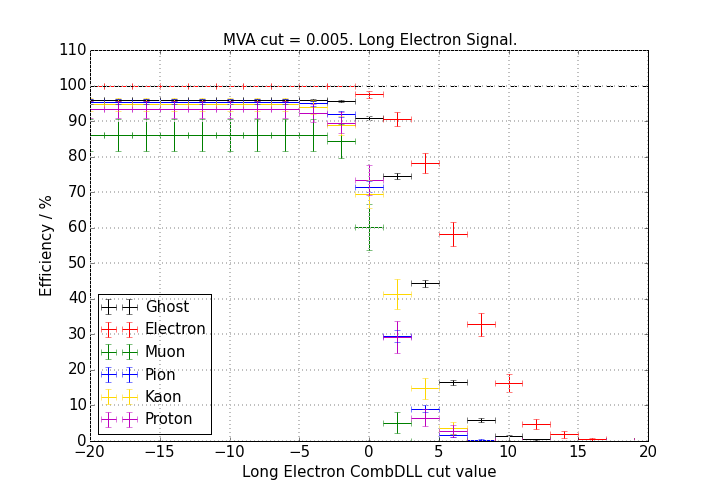 MVA cut = 0.005. Long Electron Signal.
110
100
90
80
70
60
50
40
30
20
10
0
Efficiency / %
Ghost
Electron
Muon
Pion
Kaon
Proton
−20 −15 −10 −5 0 5 10 15 20
Long Electron CombDLL cut value